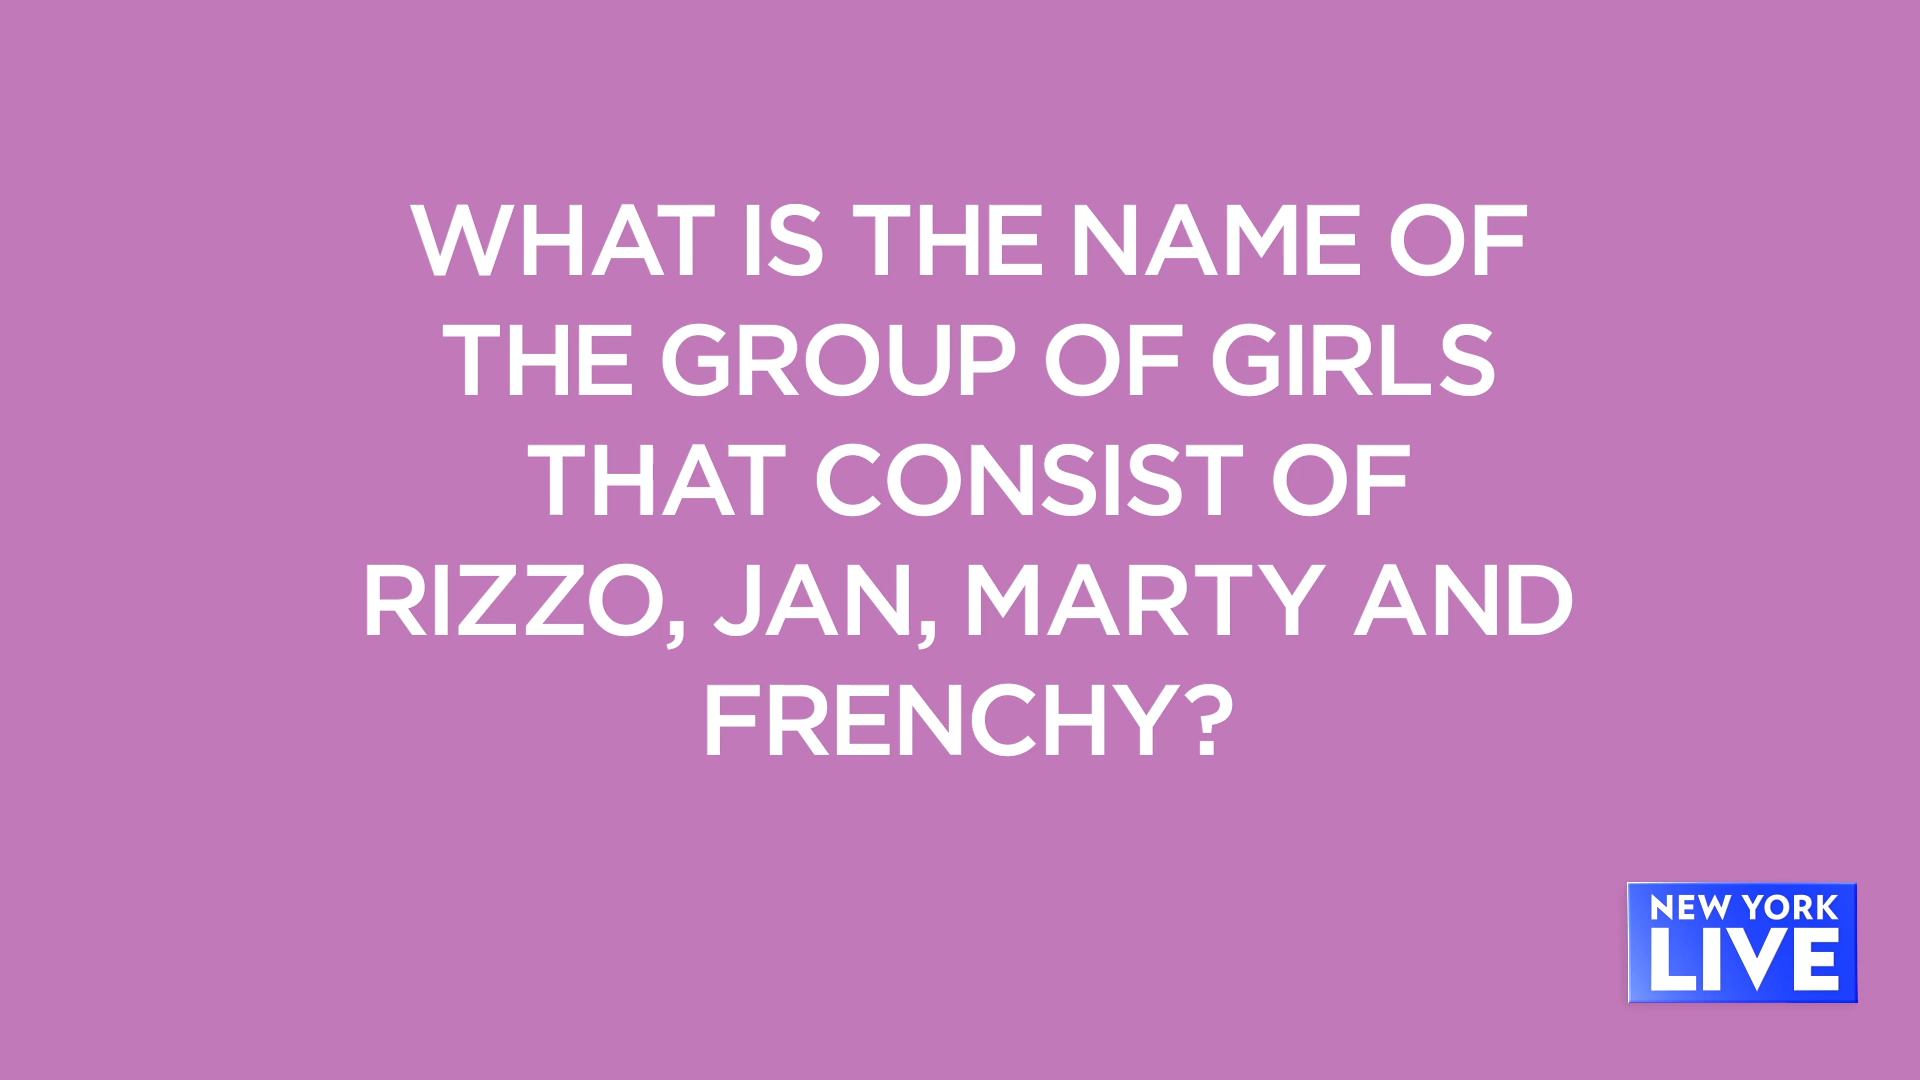 WHAT IS THE NAME OF
THE GROUP OF GIRLS
THAT CONSIST OF
RIZZO, JAN, MARTY AND
FRENCHY?
NEW YORK
LIVE